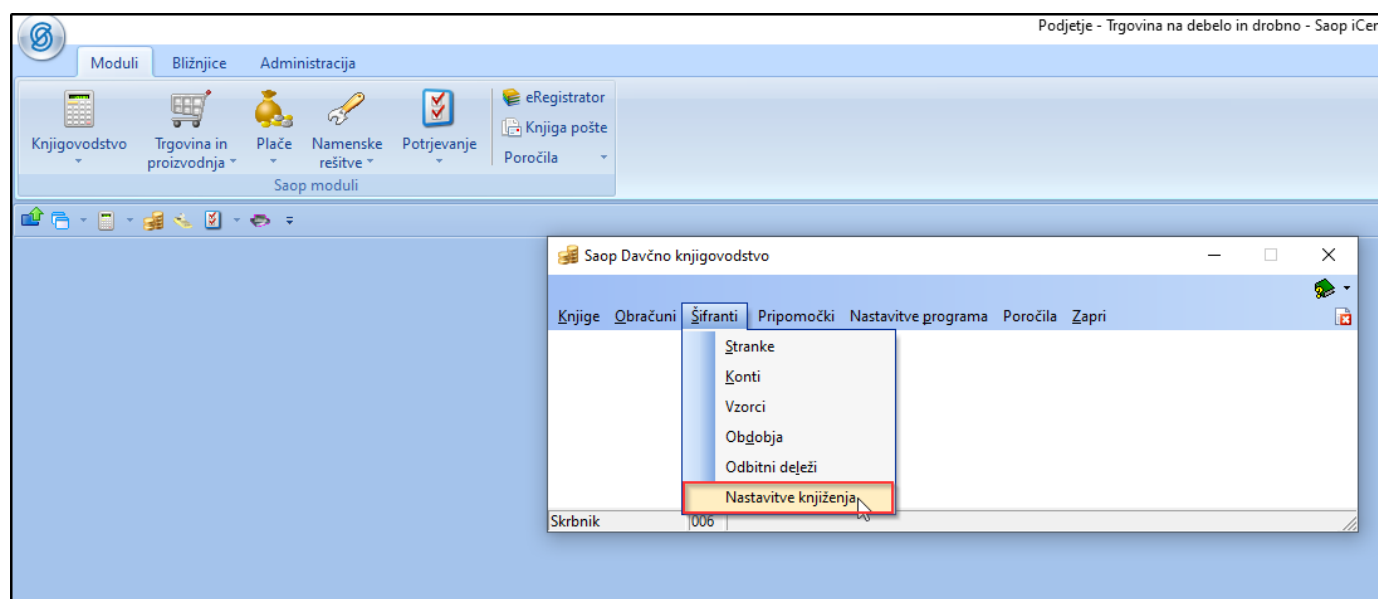 Podjetje - Trgovina na debelo in drobno - Saop iCer
Moduli Bližnjice Administracija
Knjigovodstvo
Trgovina in
proizvodnja
Plače
Namenske
rešitve
Potrjevanje
eRegistrator
Knjiga pošte
Poročila
Saop moduli
Saop Davčno knjigovodstvo
Knjige Obračuni Šifranti Pripomočki Nastavitve programa Poročila Zapri
Stranke
Konti
Vzorci
Obdobja
Odbitni deleži
Nastavitve knjiženja
Skrbnik 006